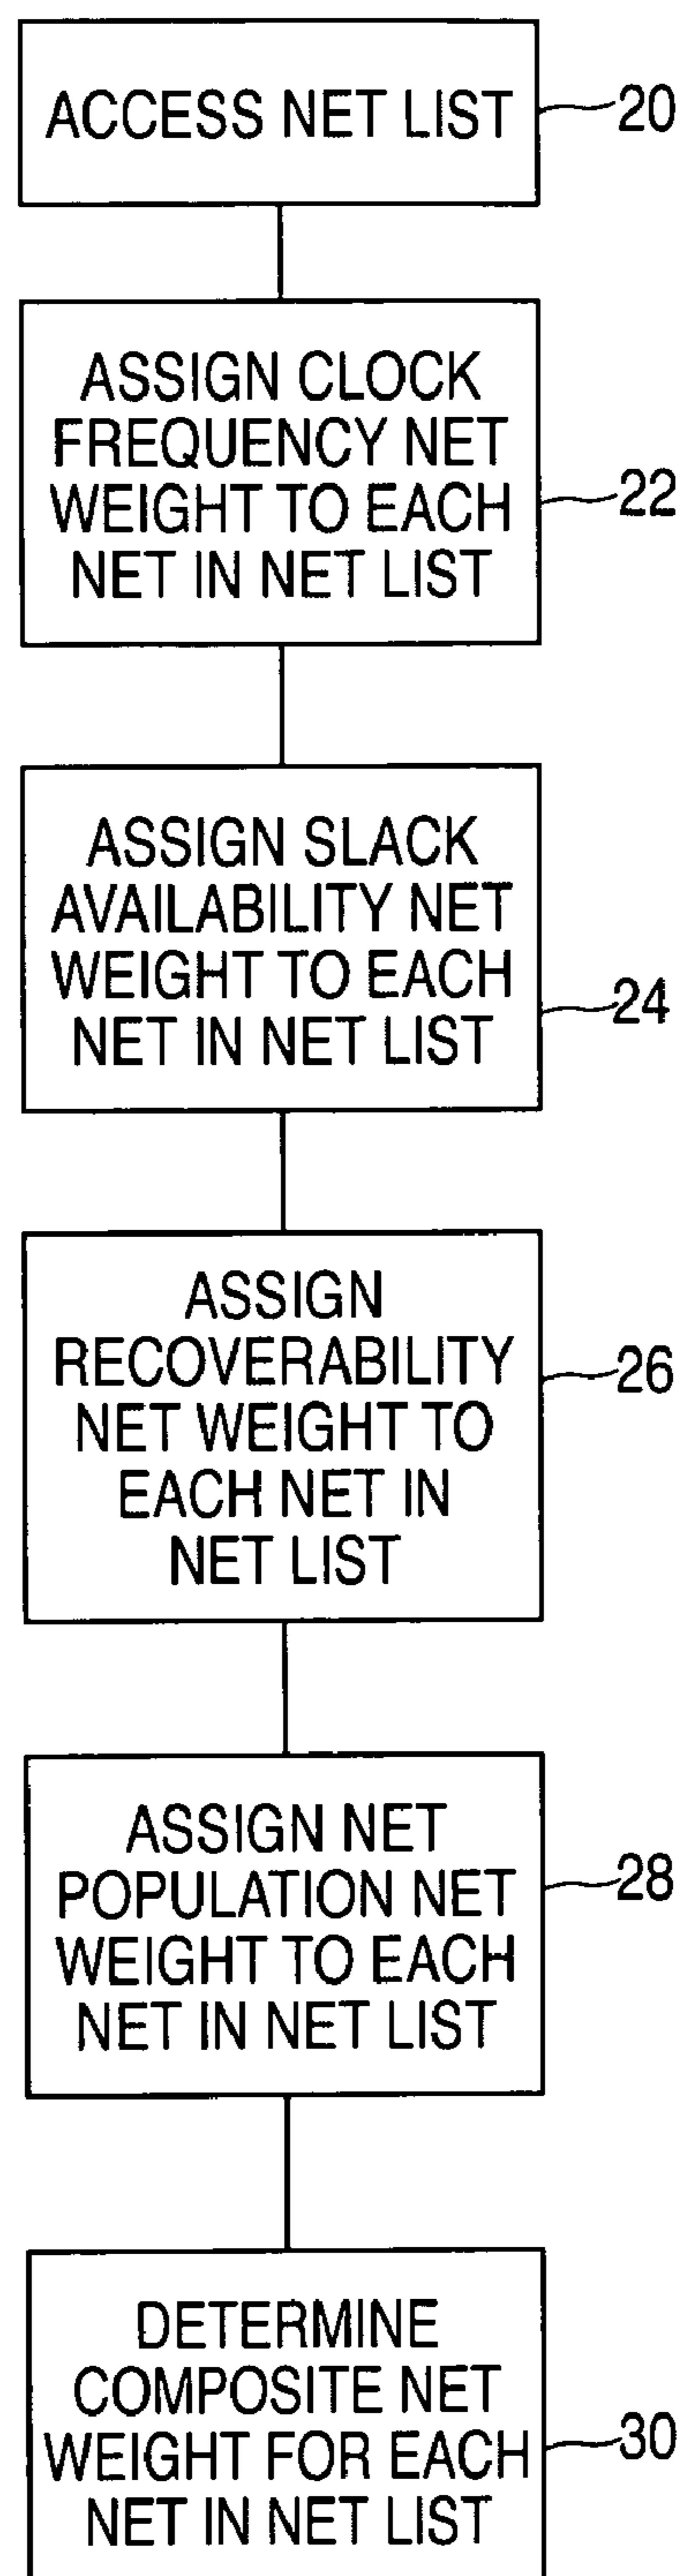 ACCESS NET LIST
20
ASSIGN CLOCK
FREQUENCY NET
WEIGHT TO EACH
NET IN NET LIST
22
ASSIGN SLACK
AVAILABILITY NET
WEIGHT TO EACH
NET IN NET LIST
24
ASSIGN
RECOVERABILITY
NET WEIGHT TO
EACH NET IN
NET LIST
26
ASSIGN NET
POPULATION NET
WEIGHT TO EACH
NET IN NET LIST
28
DETERMINE
COMPOSITE NET
WEIGHT FOR EACH
NET IN NET LIST
30